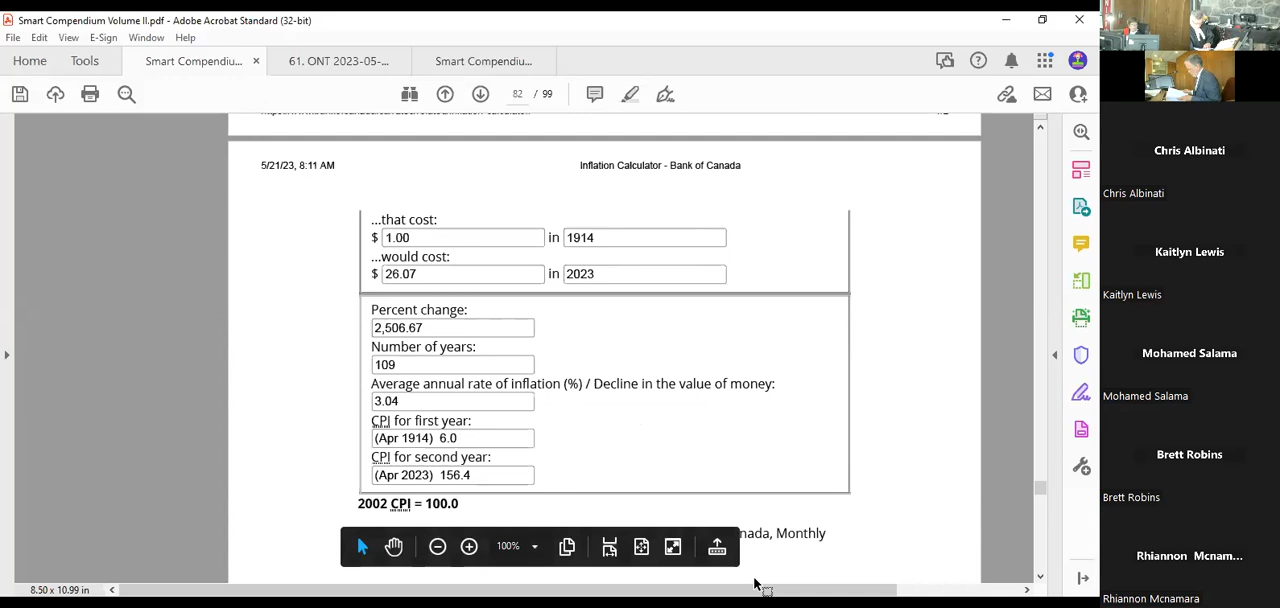 Smart Compendium Volume II.pdf - Adobe Acrobat Standard (32-bit)
File Edit View E-Sign Window Help
Home Tools Smart Compendiu... × 61. ONT 2023-05-... Smart Compendiu...
82 / 99
5/21/23, 8:11 AM Inflation Calculator - Bank of Canada
...that cost:
$ 1.00 in 1914
...would cost:
$ 26.07 in 2023
Percent change:
2,506.67
Number of years:
109
Average annual rate of inflation (%) / Decline in the value of money:
3.04
CPI for first year:
(Apr 1914) 6.0
CPI for second year:
(Apr 2023) 156.4
2002 CPI = 100.0
nada, Monthly
100%
8.50 x 10.99 in
Chris Albinati
Chris Albinati
Kaitlyn Lewis
Kaitlyn Lewis
Mohamed Salama
Mohamed Salama
Brett Robins
Brett Robins
Rhiannon Mcnam...
Rhiannon Mcnamara